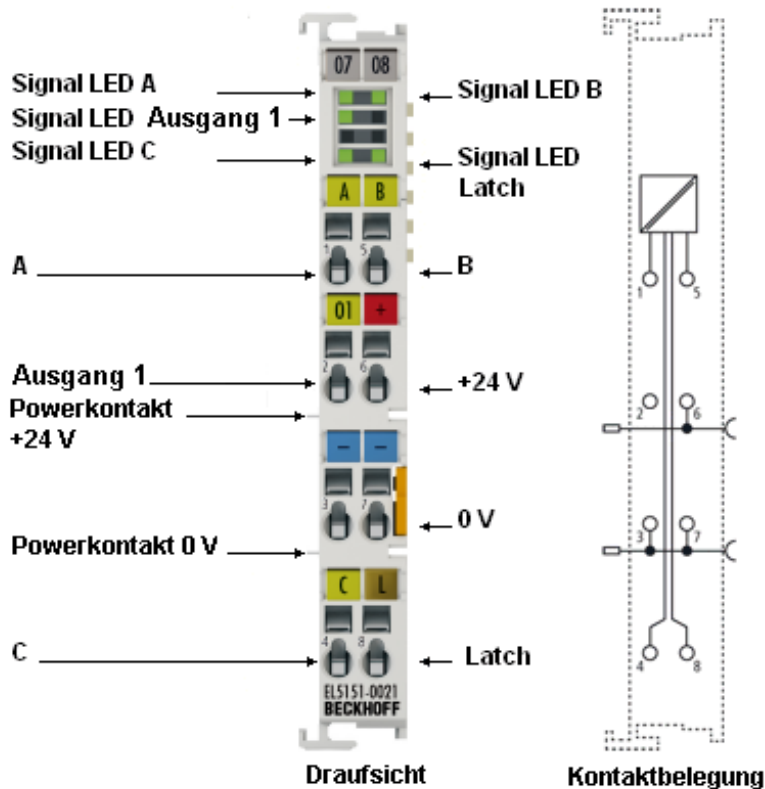 07 08
Signal LED A
Signal LED B
Signal LED Ausgang 1
Signal LED C
Signal LED
Latch
A B
1 5
A
B
01 +
2 6
Ausgang 1
+24 V
Powerkontakt
+24 V
– –
3 7
0 V
Powerkontakt 0 V
C L
4 8
C
Latch
EL5151-0021
BECKHOFF
Draufsicht
1 5
2 6
3 7
4 8
Kontaktbelegung